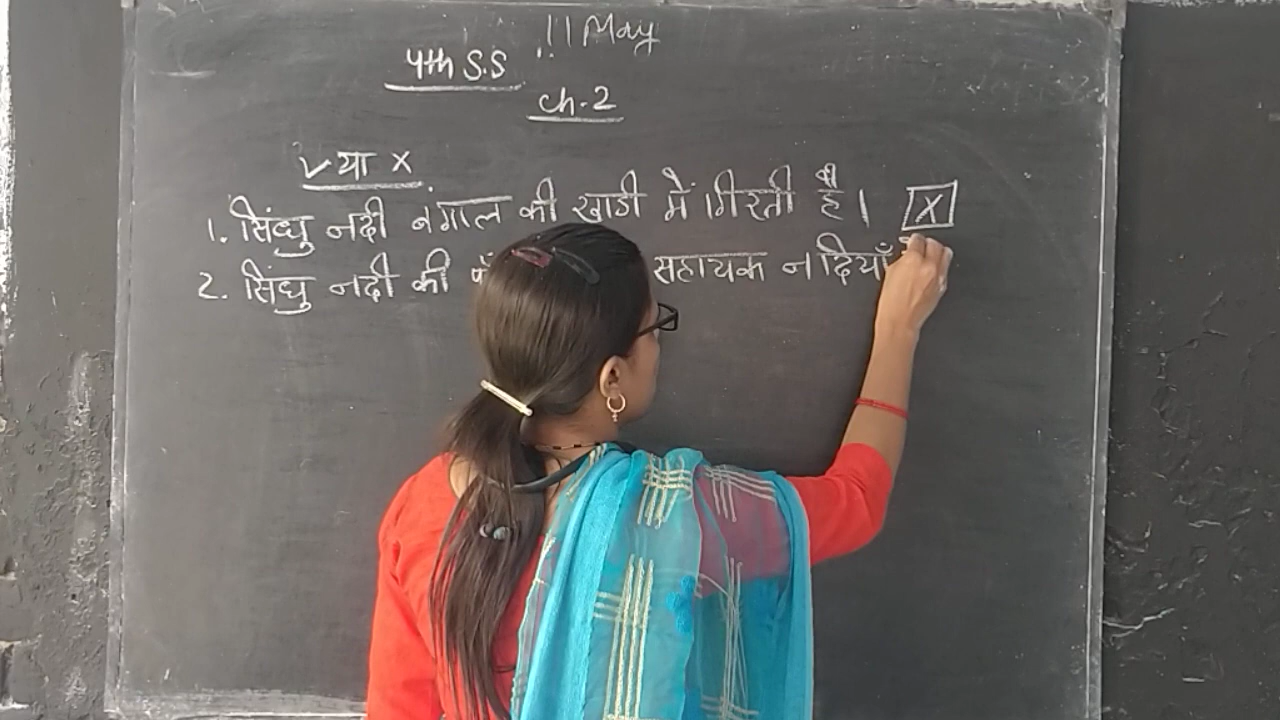 11 May
4th S.S
Ch-2
✓ या ×
1. सिंघु नदी बंगाल की खाडी में गिरती है। ☒
2. सिंघु नदी की सहायक नदियाँ